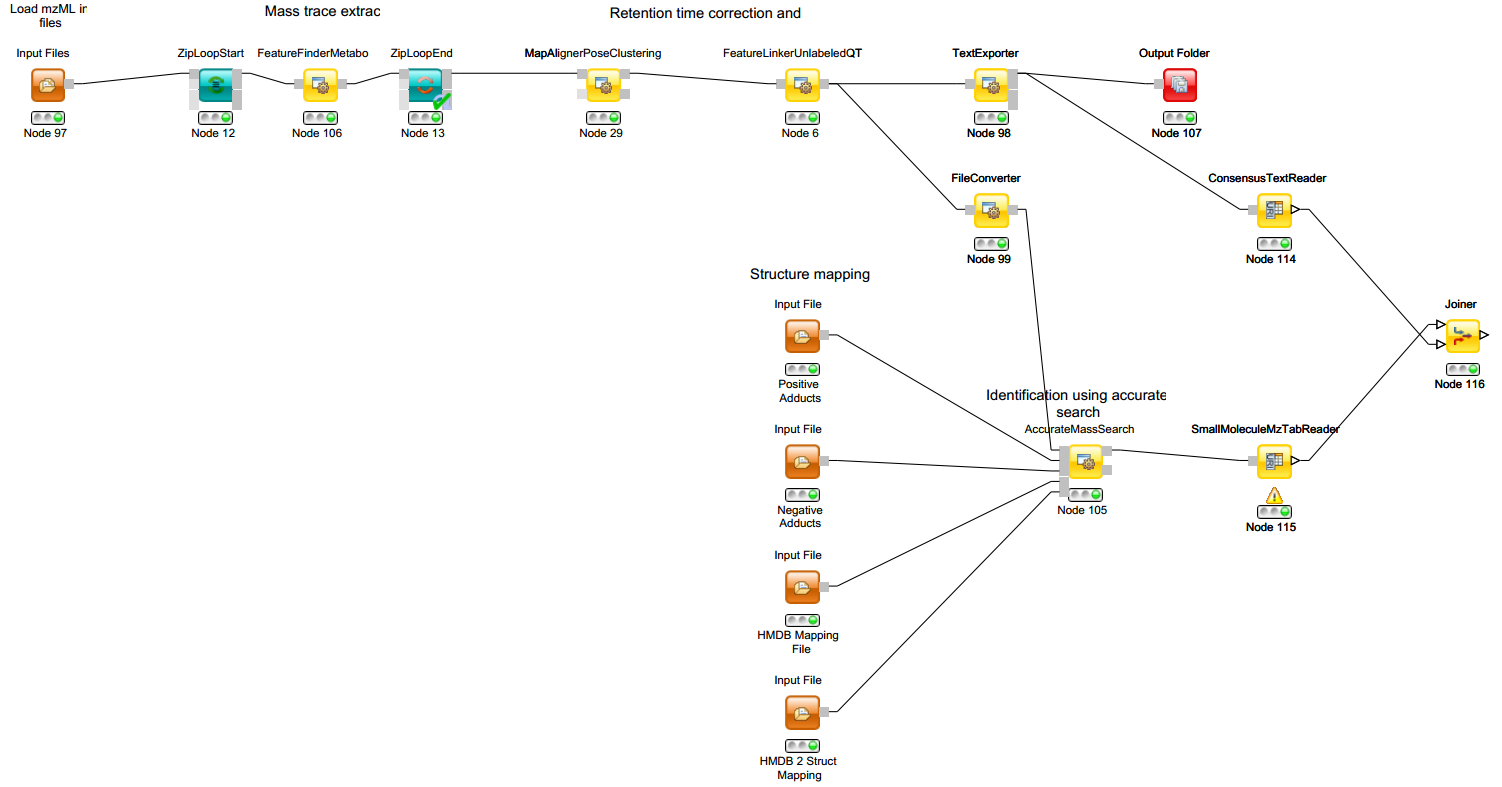 Load mzML in
files
Mass trace extrac
Retention time correction and
Input Files
ZipLoopStart
FeatureFinderMetabo
ZipLoopEnd
MapAlignerPoseClustering
FeatureLinkerUnlabeledQT
TextExporter
Output Folder
Node 97
Node 12
Node 106
Node 13
Node 29
Node 6
Node 98
Node 107
FileConverter
ConsensusTextReader
Node 99
Node 114
Structure mapping
Input File
Joiner
Positive
Adducts
Node 116
Identification using accurate
search
Input File
AccurateMassSearch
SmallMoleculeMzTabReader
Negative
Adducts
Node 105
Node 115
Input File
HMDB Mapping
File
Input File
HMDB 2 Struct
Mapping